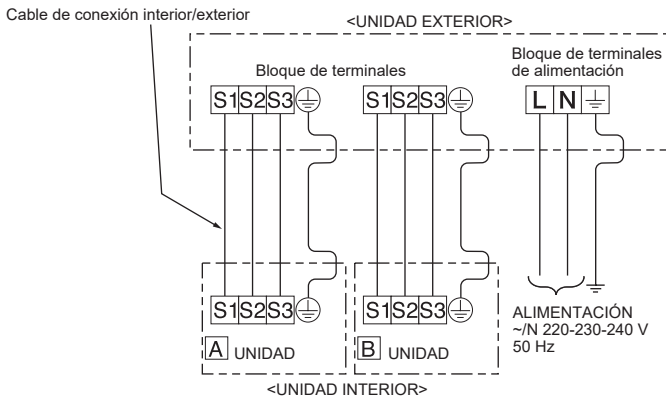 Cable de conexión interior/exterior
<UNIDAD EXTERIOR>
Bloque de terminales
Bloque de terminales
de alimentación
S1 S2 S3
S1 S2 S3
L N
S1 S2 S3
S1 S2 S3
A UNIDAD
B UNIDAD
ALIMENTACIÓN
~/N 220-230-240 V
50 Hz
<UNIDAD INTERIOR>